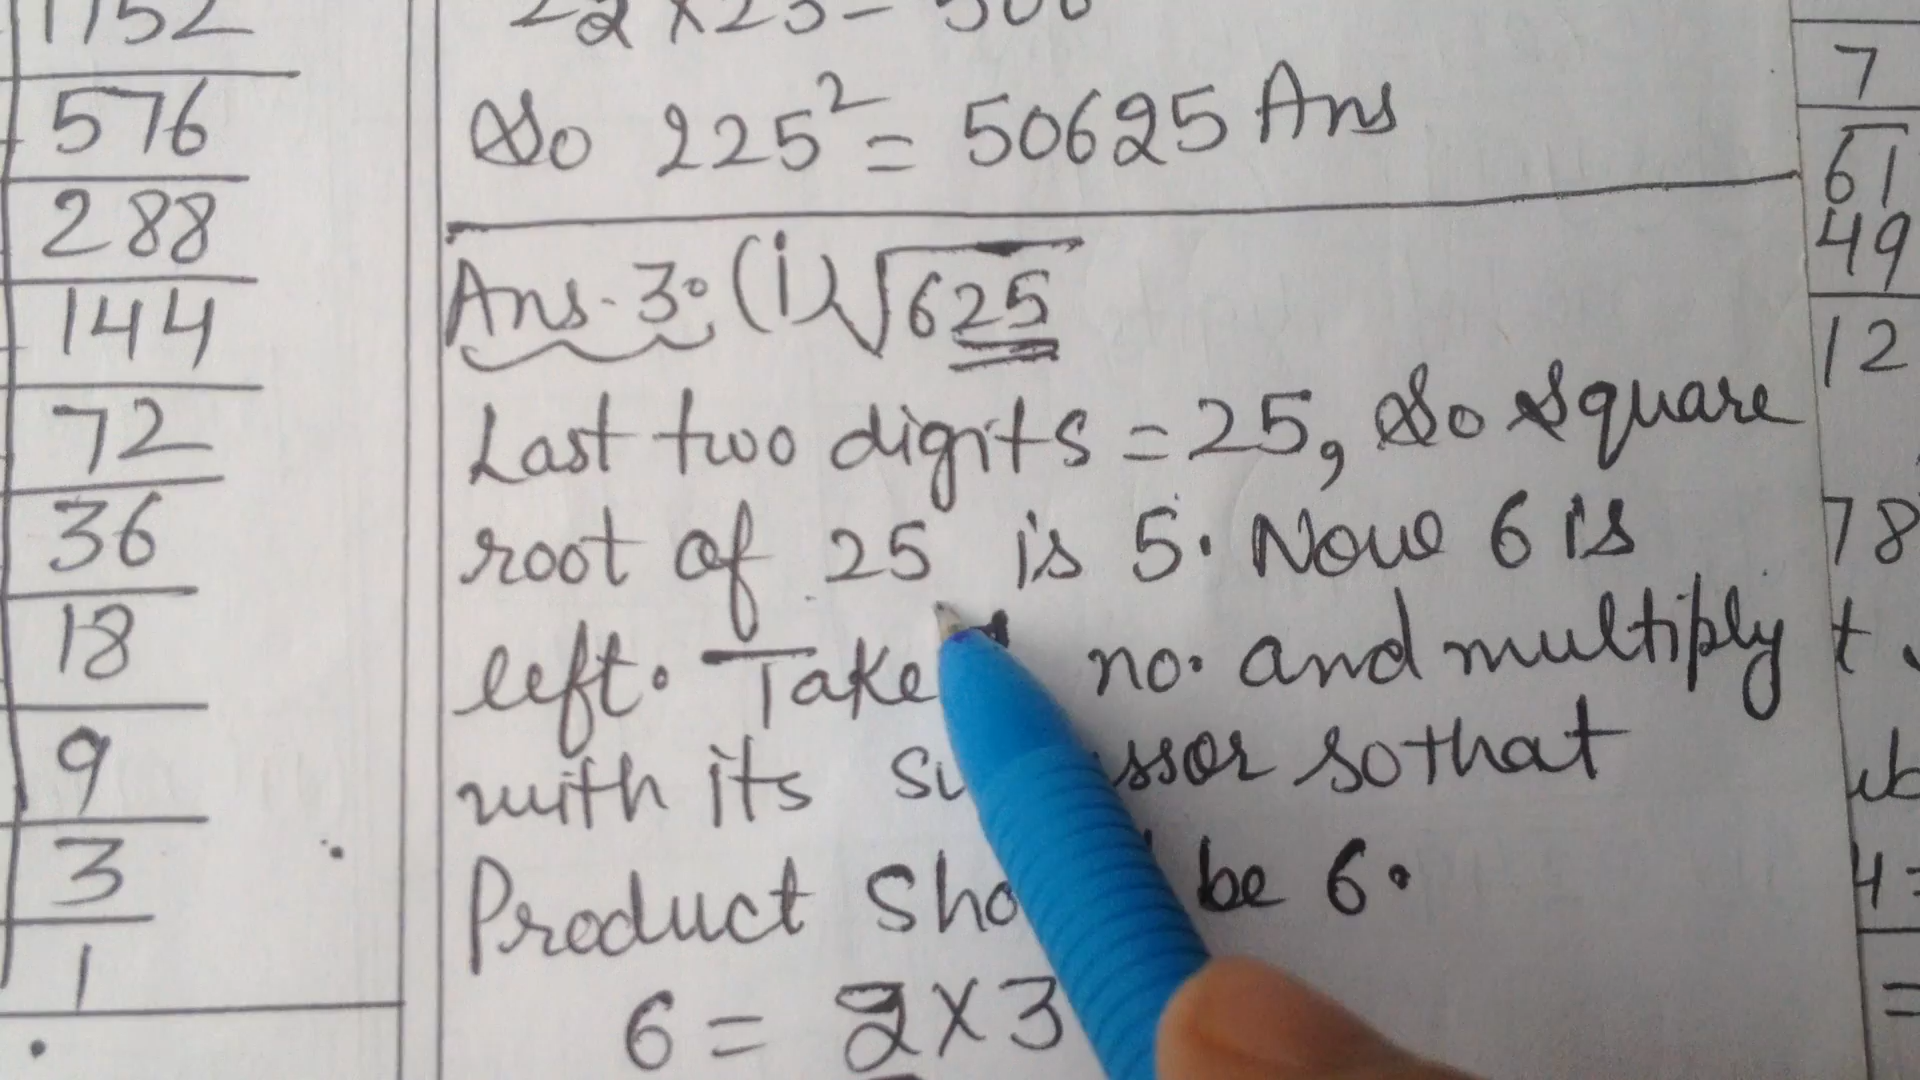 576
288
144
72
36
18
9
3
1
So 225² = 50625 Ans
Ans. 3: (i) √625
Last two digits = 25, So Square
root of 25 is 5. Now 6 is
left. Take no. and multiply
with its so that
Product be 6.
6 = 2 × 3
7
61
49
12
78